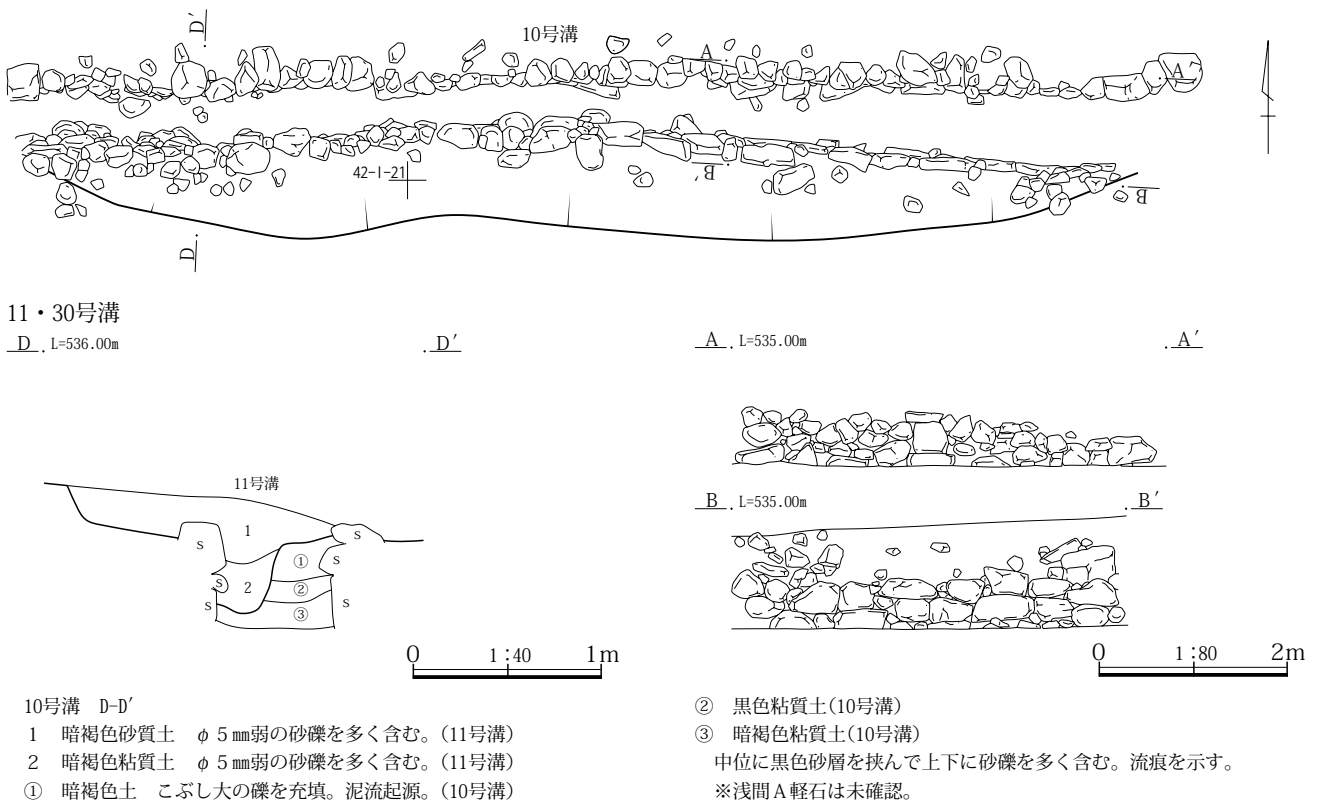 D′
10号溝
A
A′
42-I-21
B′
B
D
11・30号溝
D L=536.00m D′
A L=535.00m A′
11号溝
1
S
S
①
S
S
2
②
S
S
③
B L=535.00m B′
0 1:40 1m
0 1:80 2m
10号溝 D-D′
1 暗褐色砂質土 φ5㎜弱の砂礫を多く含む。(11号溝)
2 暗褐色粘質土 φ5㎜弱の砂礫を多く含む。(11号溝)
① 暗褐色土 こぶし大の礫を充填。泥流起源。(10号溝)
② 黒色粘質土(10号溝)
③ 暗褐色粘質土(10号溝)
中位に黒色砂層を挟んで上下に砂礫を多く含む。流痕を示す。
※浅間A軽石は未確認。